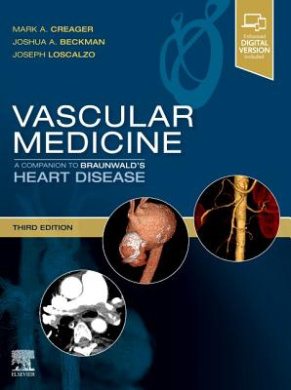 MARK A. CREAGER
JOSHUA A. BECKMAN
JOSEPH LOSCALZO
Enhanced
DIGITAL
VERSION
Included
VASCULAR
MEDICINE
A COMPANION TO BRAUNWALD'S
HEART DISEASE
THIRD EDITION
ELSEVIER